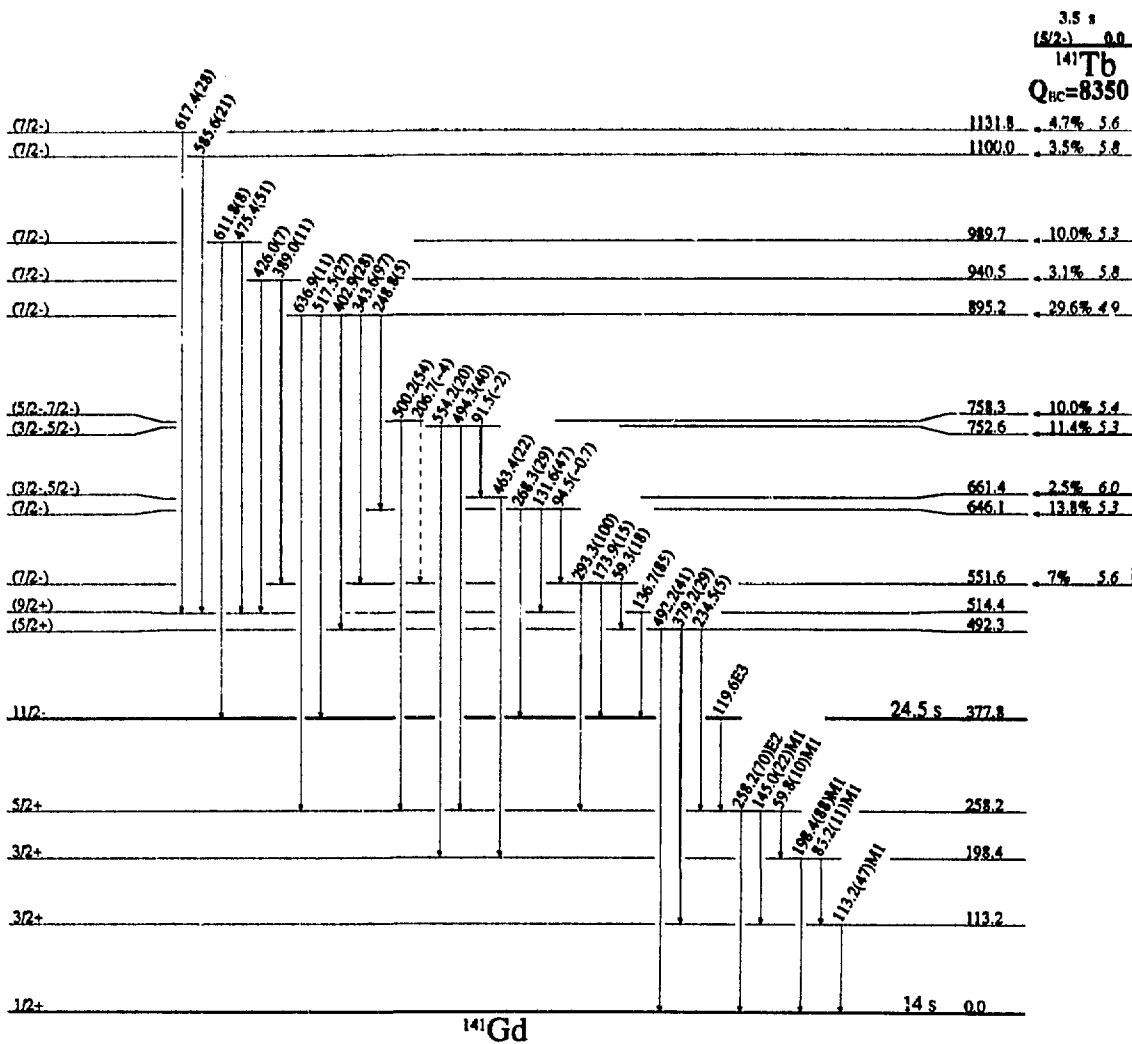 3.5 s
(5/2-) 0.0
141Tb
QEC=8350
617.4(28)
585.6(21)
(7/2-) 1131.8 4.7% 5.6
(7/2-) 1100.0 3.5% 5.8
611.8(8)
475.4(51)
426.0(7)
389.0(11)
(7/2-) 989.7 10.0% 5.3
636.9(11)
517.5(27)
402.9(28)
343.6(97)
248.8(5)
(7/2-) 940.5 3.1% 5.8
(7/2-) 895.2 29.6% 4.9
500.2(54)
206.7(~4)
554.2(20)
494.3(40)
91.5(~2)
(5/2-,7/2-) 758.3 10.0% 5.4
(3/2-,5/2-) 752.6 11.4% 5.3
463.4(22)
268.3(29)
131.6(47)
94.5(~0.7)
(3/2-,5/2-) 661.4 2.5% 6.0
(7/2-) 646.1 13.8% 5.3
293.3(100)
173.9(15)
59.3(18)
(7/2-) 551.6 7% 5.6
136.7(85)
492.2(41)
379.2(29)
234.5(5)
(9/2+) 514.4
(5/2+) 492.3
119.6E3
11/2- 24.5 s 377.8
258.2(70)E2
145.0(22)M1
59.8(10)M1
5/2+ 258.2
198.4(88)M1
85.2(11)M1
3/2+ 198.4
113.2(47)M1
3/2+ 113.2
1/2+ 14 s 0.0
141Gd